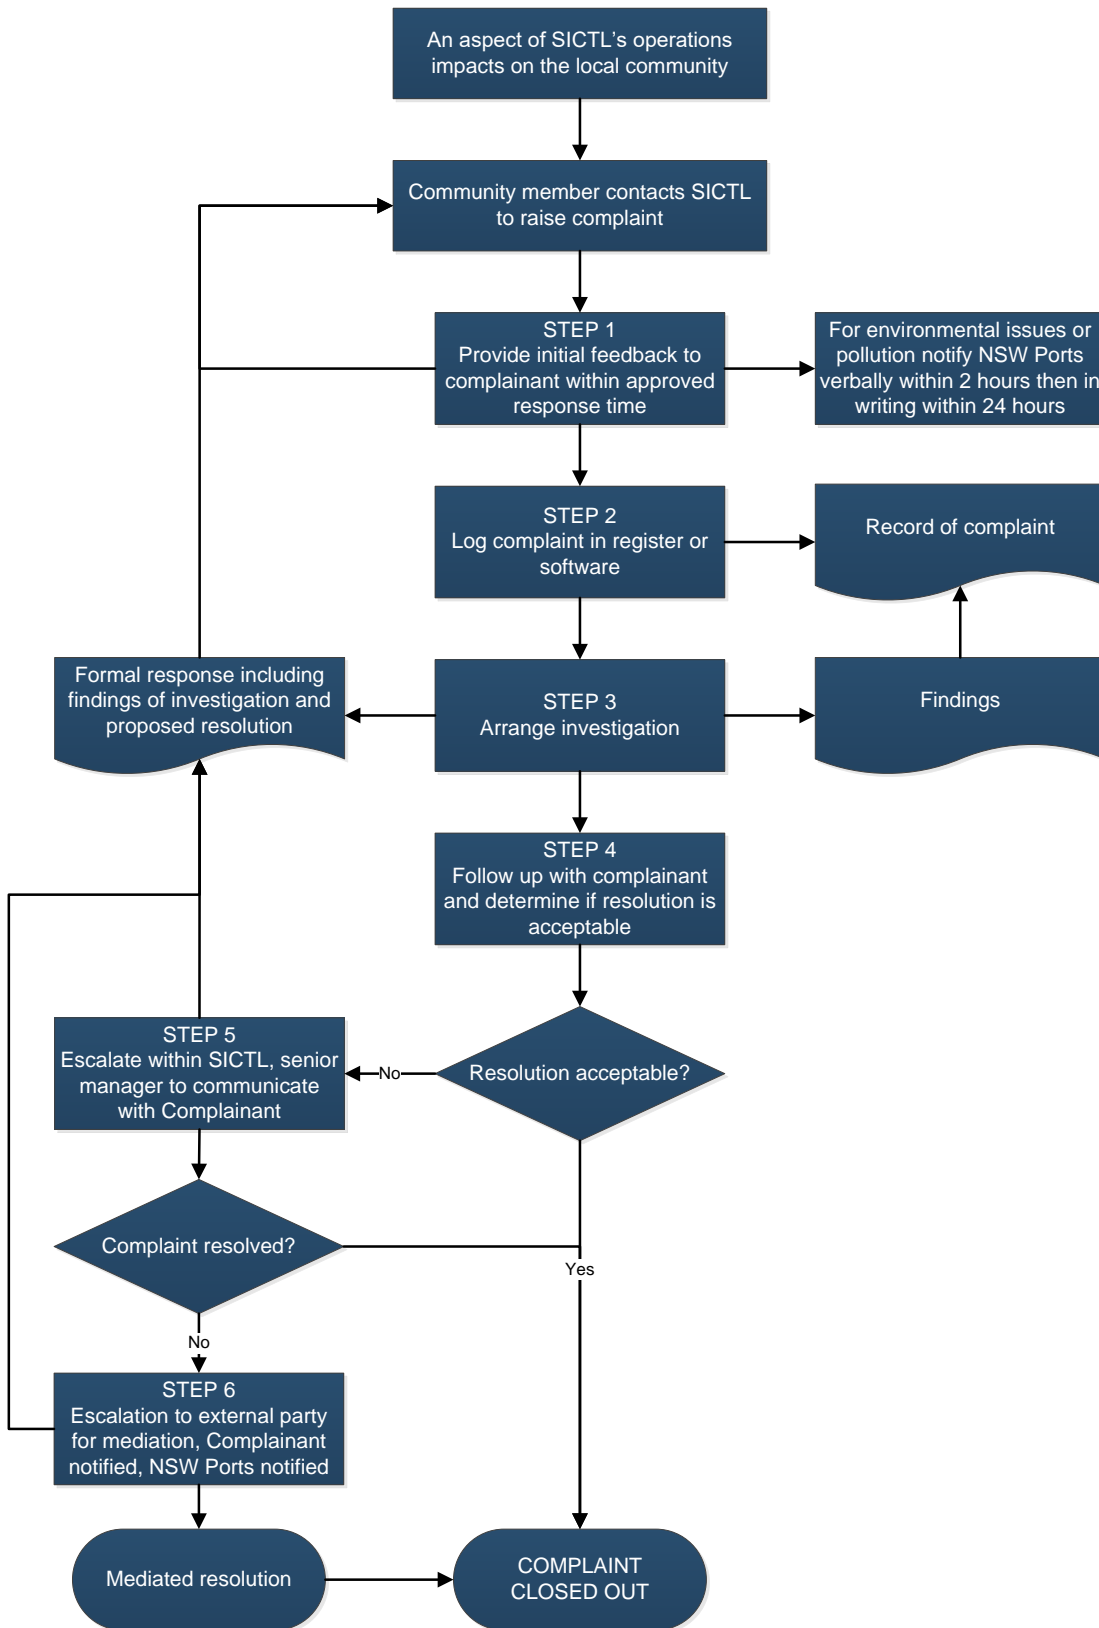 An aspect of SICTL's operations
impacts on the local community
Community member contacts SICTL
to raise complaint
STEP 1
Provide initial feedback to
complainant within approved
response time
For environmental issues or
pollution notify NSW Ports
verbally within 2 hours then in
writing within 24 hours
STEP 2
Log complaint in register or
software
Record of complaint
Formal response including
findings of investigation and
proposed resolution
STEP 3
Arrange investigation
Findings
STEP 4
Follow up with complainant
and determine if resolution is
acceptable
STEP 5
Escalate within SICTL, senior
manager to communicate
with Complainant
No
Resolution acceptable?
Complaint resolved?
Yes
No
STEP 6
Escalation to external party
for mediation, Complainant
notified, NSW Ports notified
Mediated resolution
COMPLAINT
CLOSED OUT